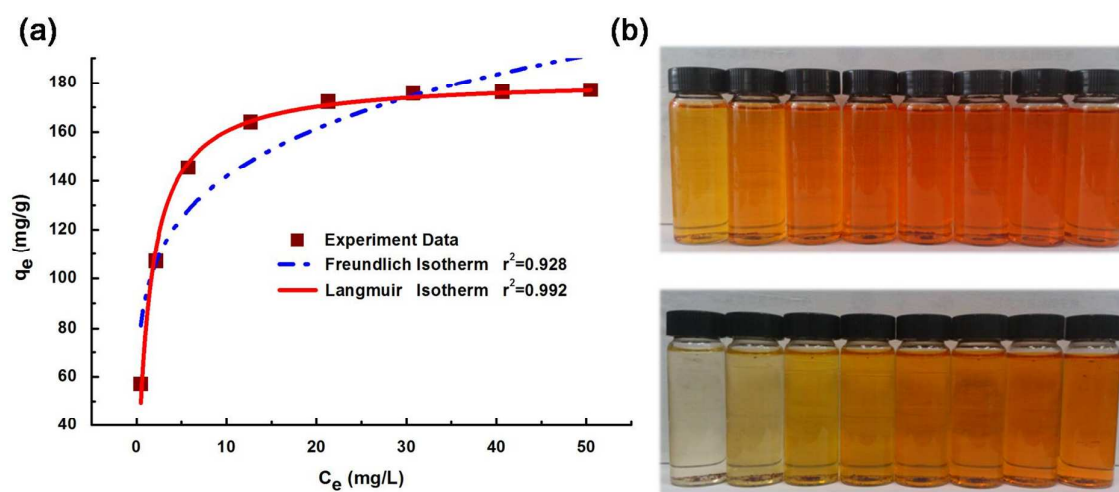 (a)
(b)
180
160
140
120
100
80
60
40
qe (mg/g)
Experiment Data
Freundlich Isotherm r²=0.928
Langmuir Isotherm r²=0.992
0 10 20 30 40 50
Ce (mg/L)